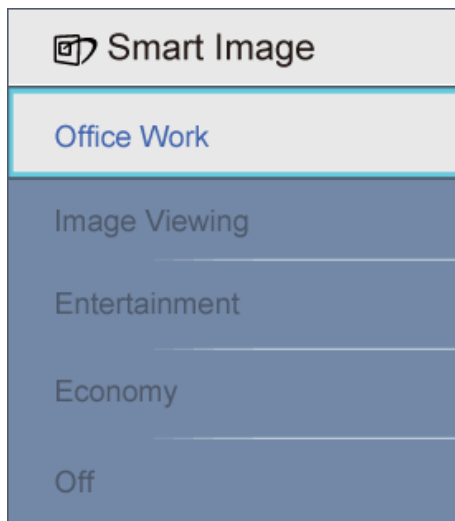 Smart Image
Office Work
Image Viewing
Entertainment
Economy
Off